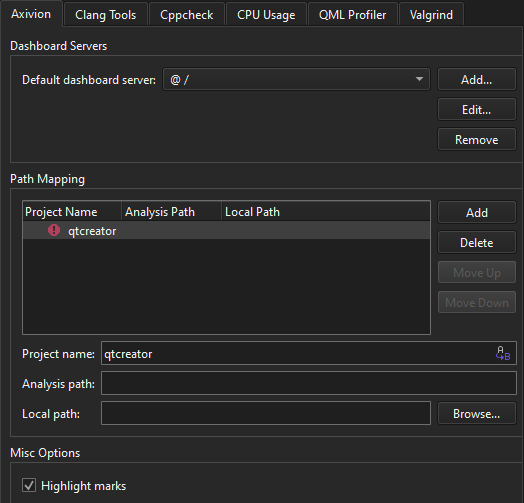 Axivion Clang Tools Cppcheck CPU Usage QML Profiler Valgrind
Dashboard Servers
Default dashboard server: @ / Add...
Edit...
Remove
Path Mapping
Project Name Analysis Path Local Path Add
qtcreator
Delete
Move Up
Move Down
Project name: qtcreator
Analysis path:
Local path: Browse...
Misc Options
Highlight marks